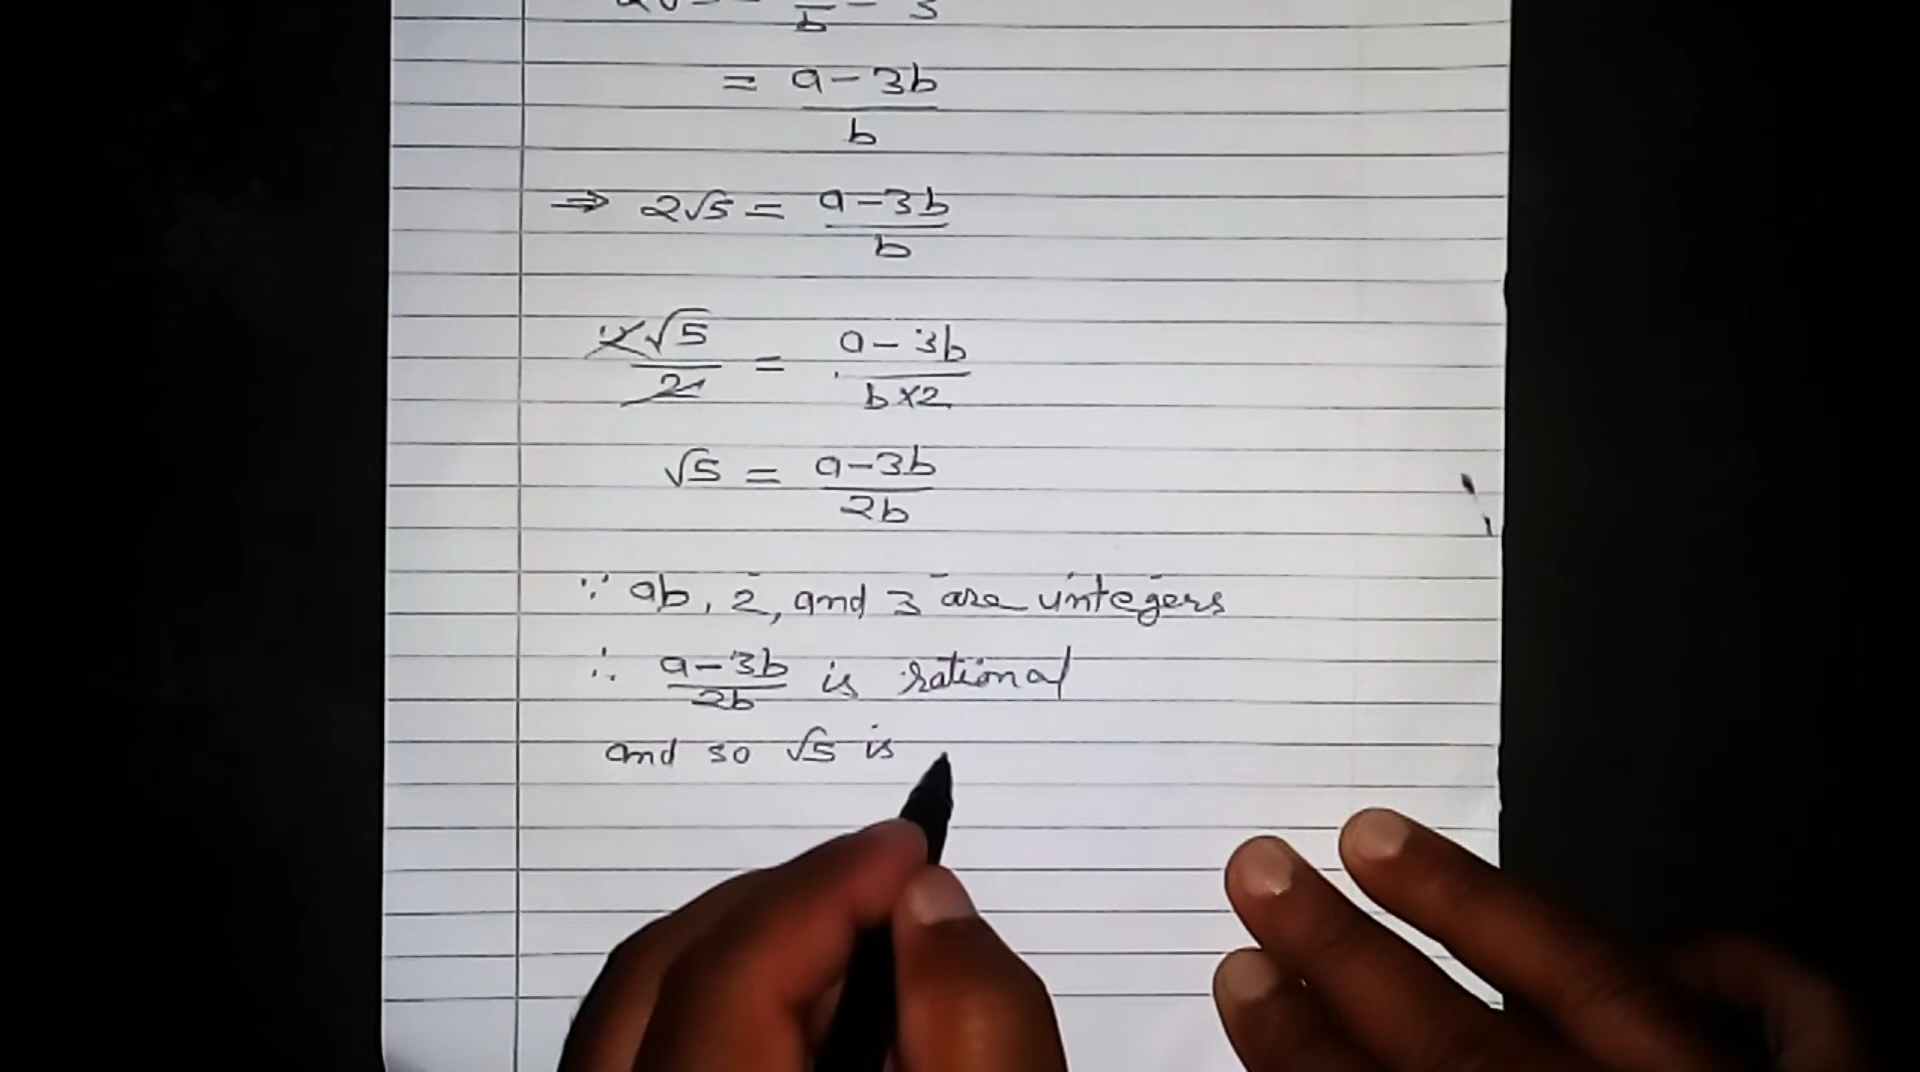 = a-3b/b
⇒ 2√5 = a-3b/b
2√5/2 = a-3b/b×2
√5 = a-3b/2b
∵ ab, 2, and 3 are integers
∴ a-3b/2b is rational
and so √5 is